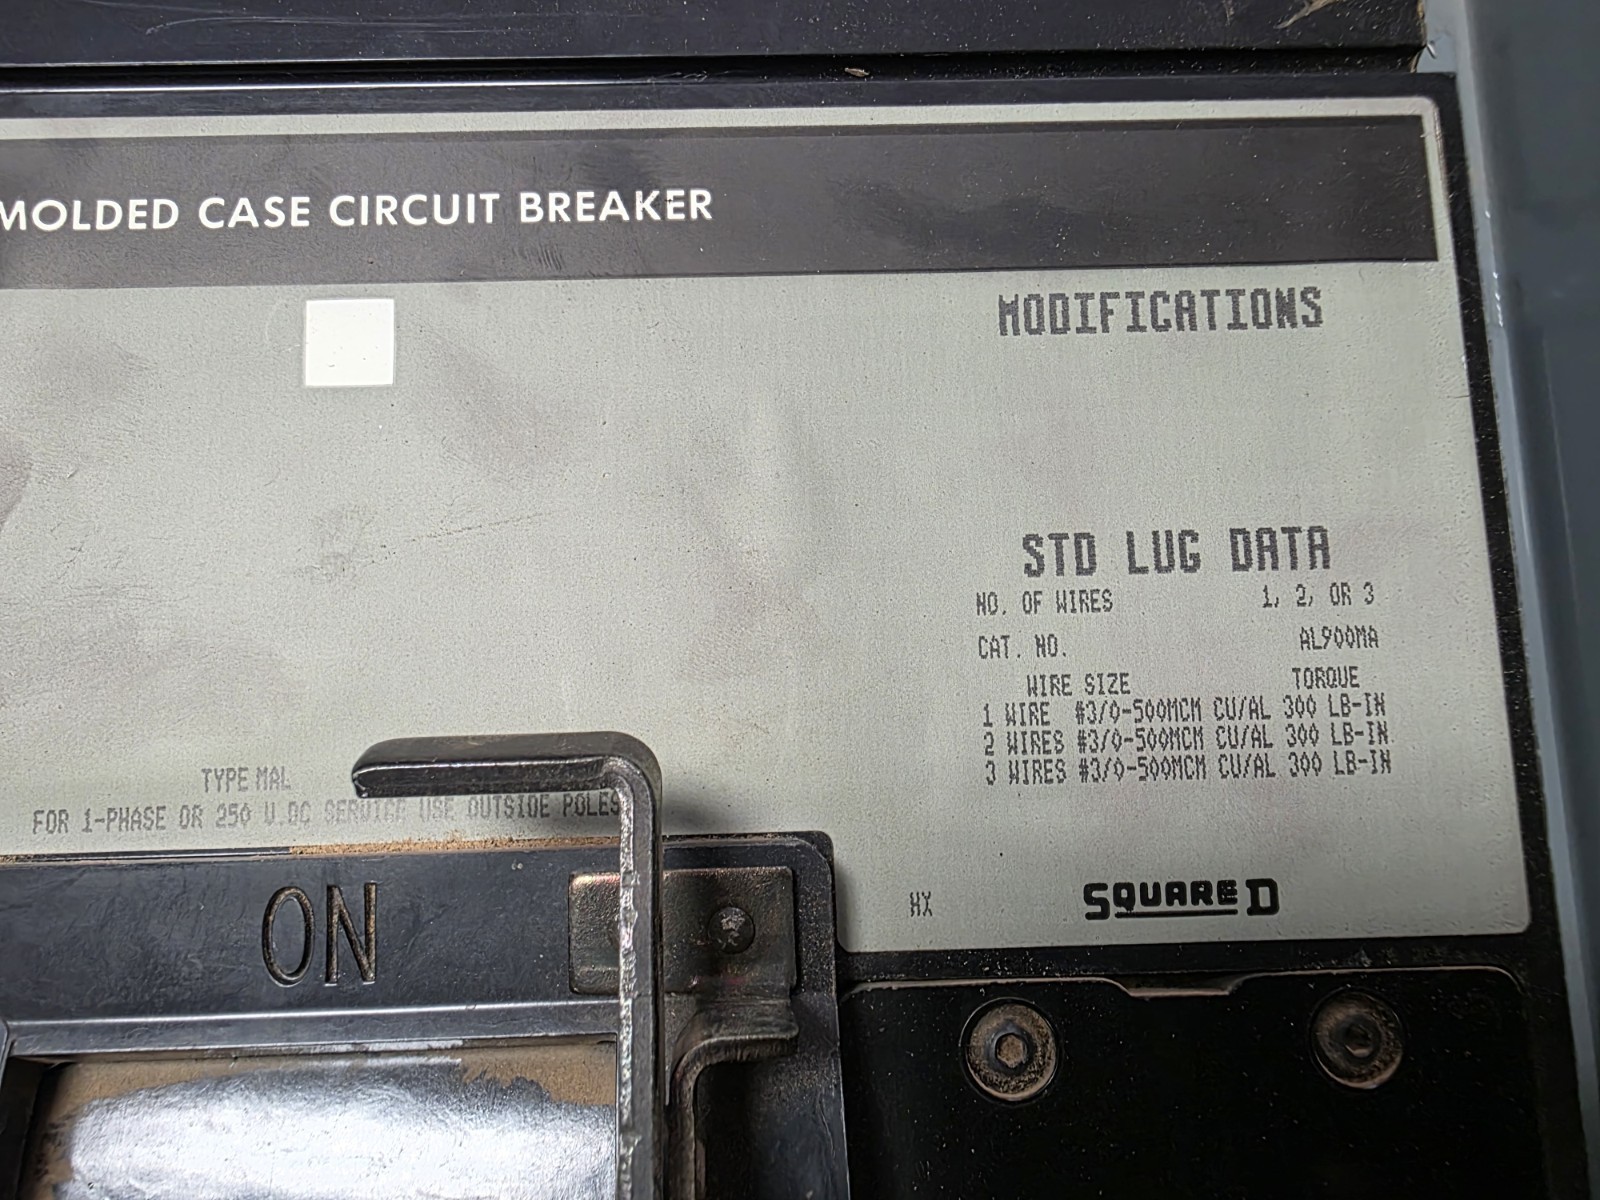 MOLDED CASE CIRCUIT BREAKER
MODIFICATIONS
STD LUG DATA
NO. OF WIRES 1, 2, OR 3
CAT. NO. AL900MA
WIRE SIZE TORQUE
1 WIRE #3/0-500MCM CU/AL 300 LB-IN
2 WIRES #3/0-500MCM CU/AL 300 LB-IN
3 WIRES #3/0-500MCM CU/AL 300 LB-IN
TYPE MAL
FOR 1-PHASE OR 250 V.DC SERVICE USE OUTSIDE POLES
HX
SQUARE D
ON